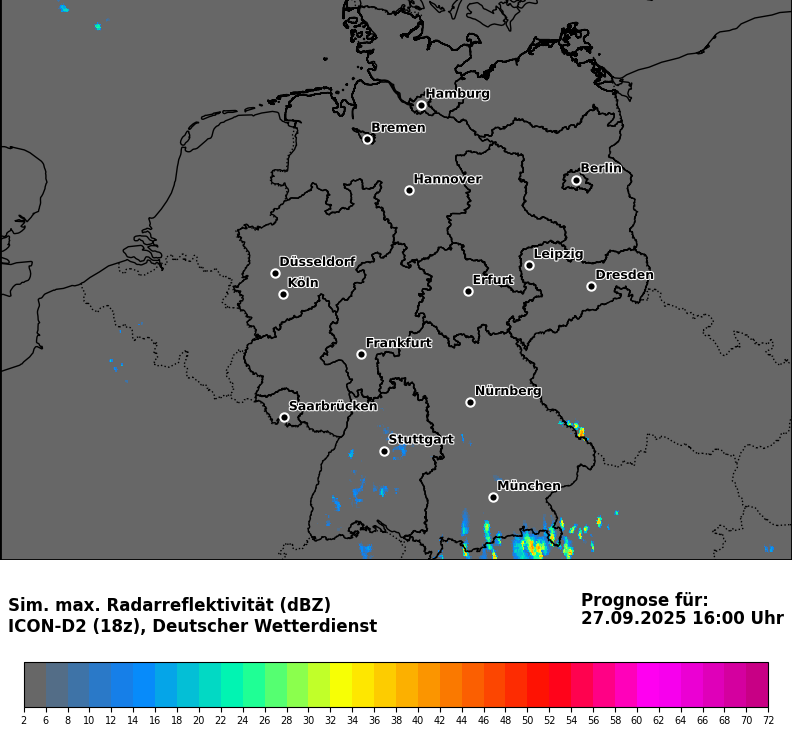 Hamburg
Bremen
Berlin
Hannover
Leipzig
Düsseldorf
Dresden
Köln
Erfurt
Frankfurt
Nürnberg
Saarbrücken
Stuttgart
München
Sim. max. Radarreflektivität (dBZ)
ICON-D2 (18z), Deutscher Wetterdienst
Prognose für:
27.09.2025 16:00 Uhr
2 6 8 10 12 14 16 18 20 22 24 26 28 30 32 34 36 38 40 42 44 46 48 50 52 54 56 58 60 62 64 66 68 70 72